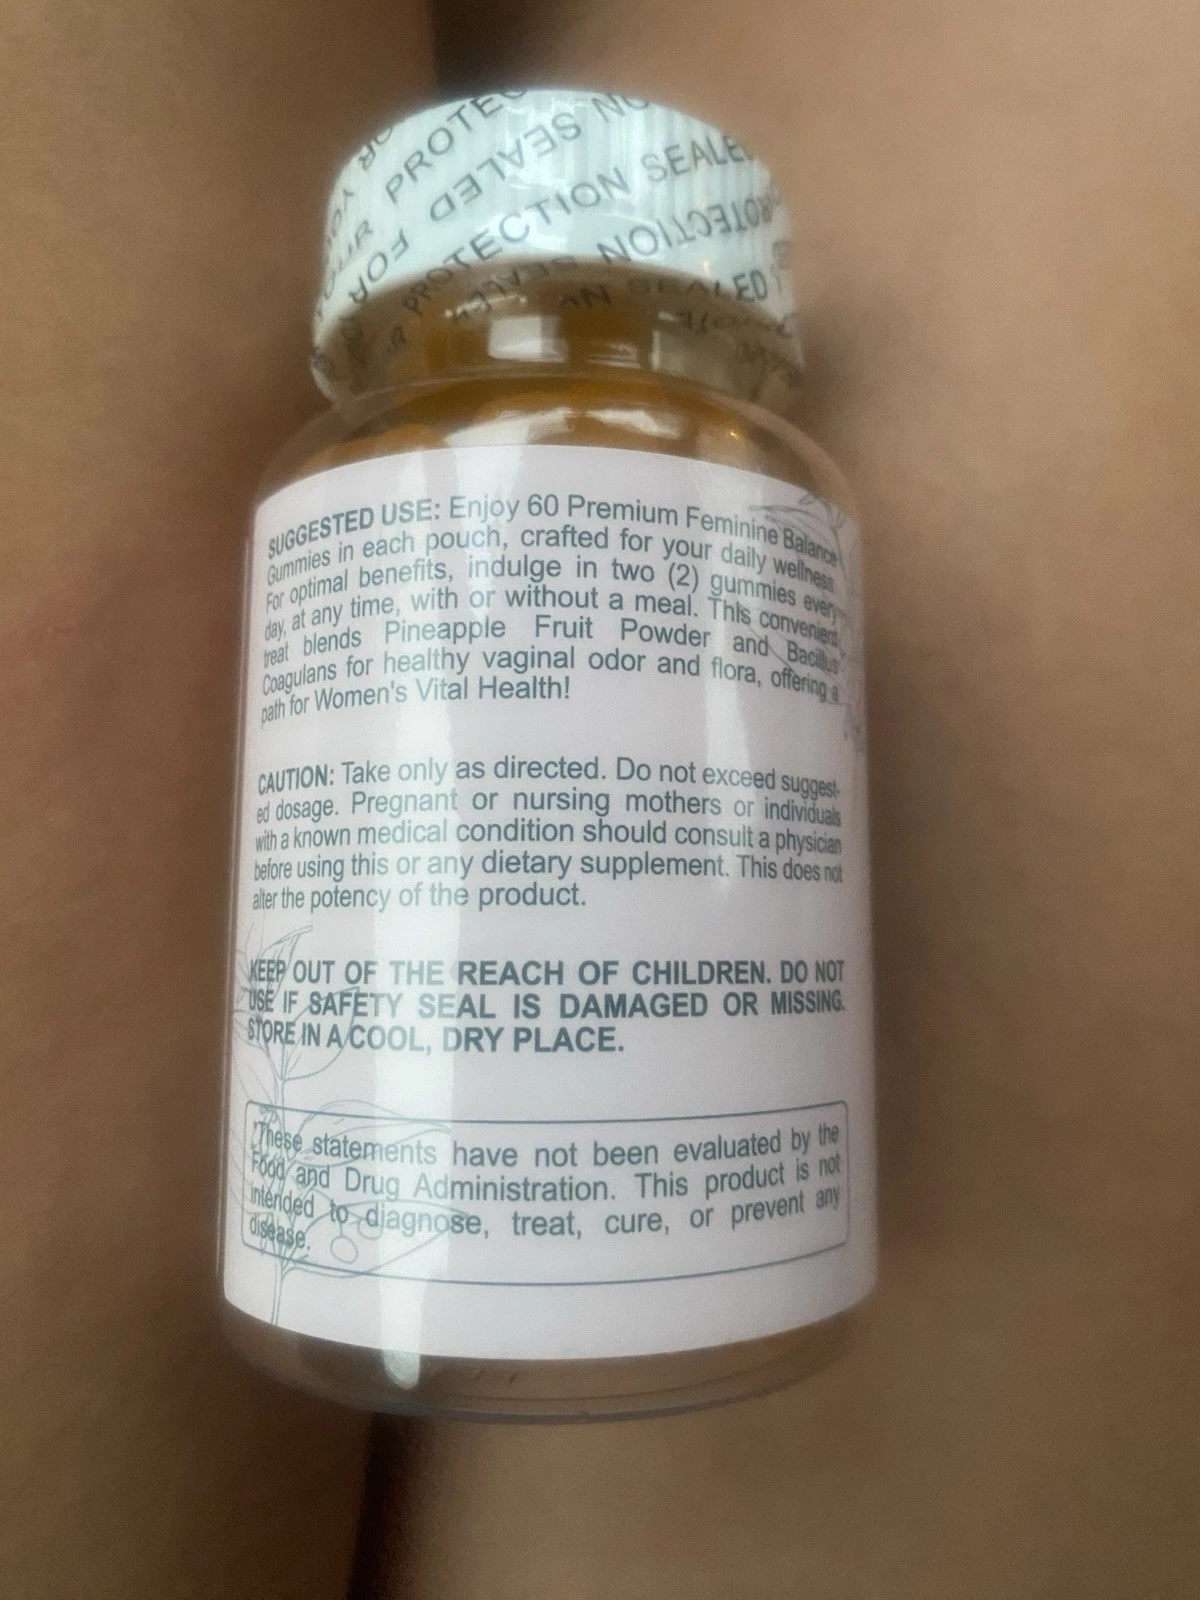 PROTEC
SEALED
NO
FOR
PROTECTION SEALED
PROTECTION
SEALED
SUGGESTED USE: Enjoy 60 Premium Feminine Balance
Gummies in each pouch, crafted for your daily wellness.
For optimal benefits, indulge in two (2) gummies every
day, at any time, with or without a meal. This convenient
treat blends Pineapple Fruit Powder and Bacillus
Coagulans for healthy vaginal odor and flora, offering a
path for Women's Vital Health!
CAUTION: Take only as directed. Do not exceed suggest-
ed dosage. Pregnant or nursing mothers or individuals
with a known medical condition should consult a physician
before using this or any dietary supplement. This does not
alter the potency of the product.
KEEP OUT OF THE REACH OF CHILDREN. DO NOT
USE IF SAFETY SEAL IS DAMAGED OR MISSING.
STORE IN A COOL, DRY PLACE.
*These statements have not been evaluated by the
Food and Drug Administration. This product is not
intended to diagnose, treat, cure, or prevent any
disease.